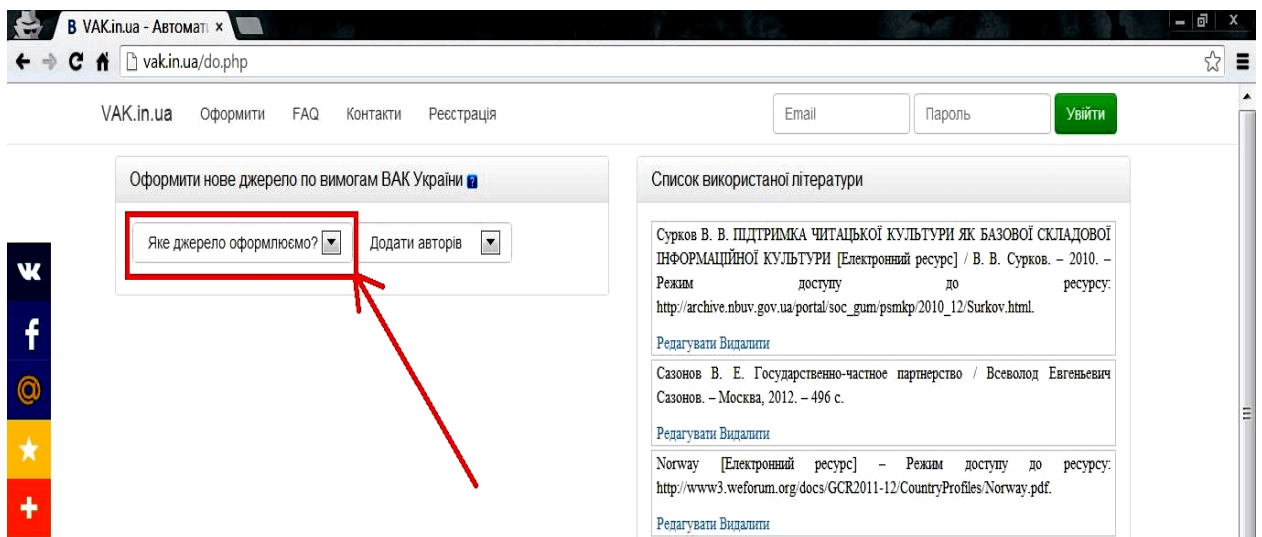 В VAK.in.ua - Автомат
vak.in.ua/do.php
VAK.in.ua Оформити FAQ Контакти Реєстрація Email Пароль Увійти
Оформити нове джерело по вимогам ВАК України ?
Яке джерело оформлюємо? Додати авторів
Список використаної літератури
Сурков В. В. ПІДТРИМКА ЧИТАЦЬКОЇ КУЛЬТУРИ ЯК БАЗОВОЇ СКЛАДОВОЇ
ІНФОРМАЦІЙНОЇ КУЛЬТУРИ [Електронний ресурс] / В. В. Сурков. – 2010. –
Режим доступу до ресурсу:
http://archive.nbuv.gov.ua/portal/soc_gum/psmkp/2010_12/Surkov.html.
Редагувати Видалити
Сазонов В. Е. Государственно-частное партнерство / Всеволод Евгеньевич
Сазонов. – Москва, 2012. – 496 с.
Редагувати Видалити
Norway [Електронний ресурс] – Режим доступу до ресурсу:
http://www3.weforum.org/docs/GCR2011-12/CountryProfiles/Norway.pdf.
Редагувати Видалити